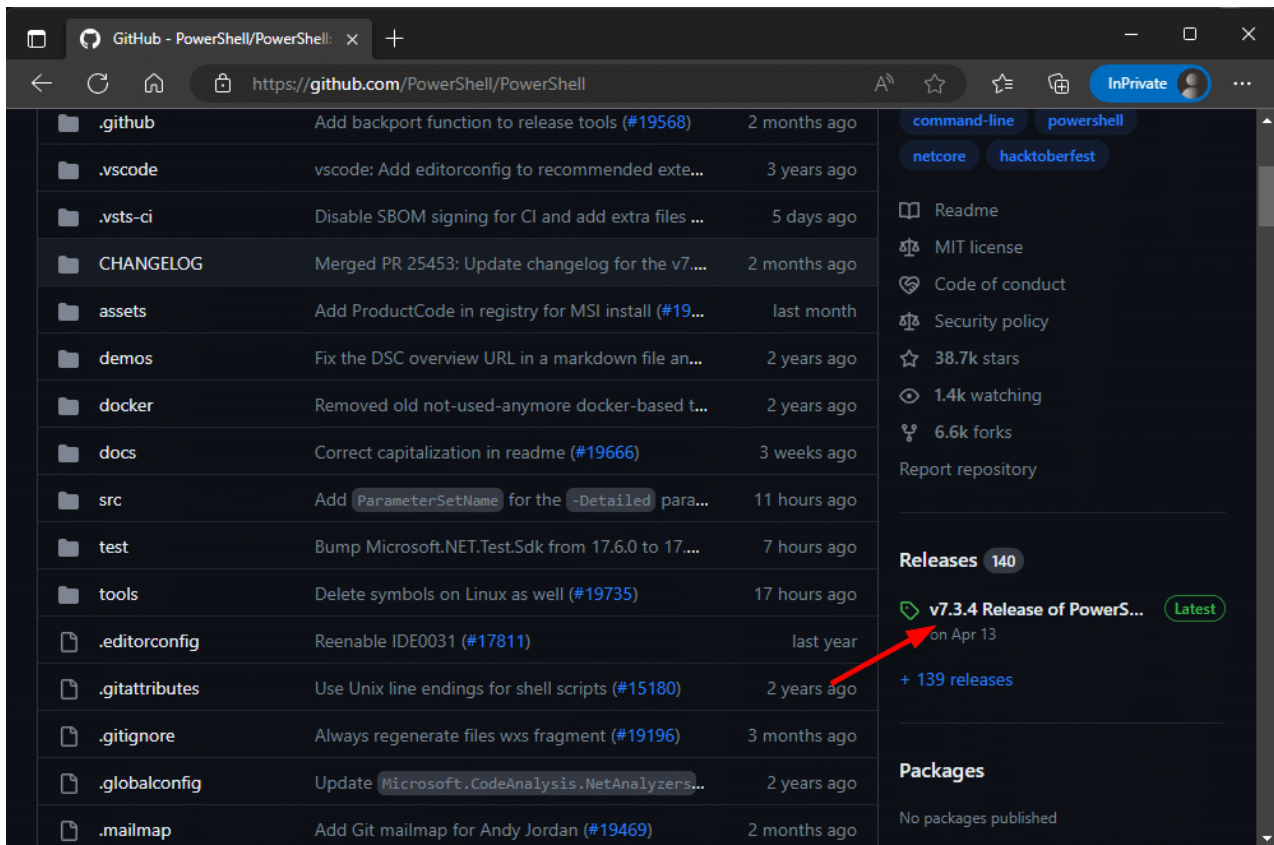 GitHub - PowerShell/PowerShell:
https://github.com/PowerShell/PowerShell
InPrivate
.github Add backport function to release tools (#19568) 2 months ago
.vscode vscode: Add editorconfig to recommended exte... 3 years ago
.vsts-ci Disable SBOM signing for CI and add extra files ... 5 days ago
CHANGELOG Merged PR 25453: Update changelog for the v7.... 2 months ago
assets Add ProductCode in registry for MSI install (#19... last month
demos Fix the DSC overview URL in a markdown file an... 2 years ago
docker Removed old not-used-anymore docker-based t... 2 years ago
docs Correct capitalization in readme (#19666) 3 weeks ago
src Add ParameterSetName for the -Detailed para... 11 hours ago
test Bump Microsoft.NET.Test.Sdk from 17.6.0 to 17.... 7 hours ago
tools Delete symbols on Linux as well (#19735) 17 hours ago
.editorconfig Reenable IDE0031 (#17811) last year
.gitattributes Use Unix line endings for shell scripts (#15180) 2 years ago
.gitignore Always regenerate files wxs fragment (#19196) 3 months ago
.globalconfig Update Microsoft.CodeAnalysis.NetAnalyzers... 2 years ago
.mailmap Add Git mailmap for Andy Jordan (#19469) 2 months ago
command-line powershell
netcore hacktoberfest
Readme
MIT license
Code of conduct
Security policy
38.7k stars
1.4k watching
6.6k forks
Report repository
Releases 140
v7.3.4 Release of PowerS... Latest
on Apr 13
+ 139 releases
Packages
No packages published